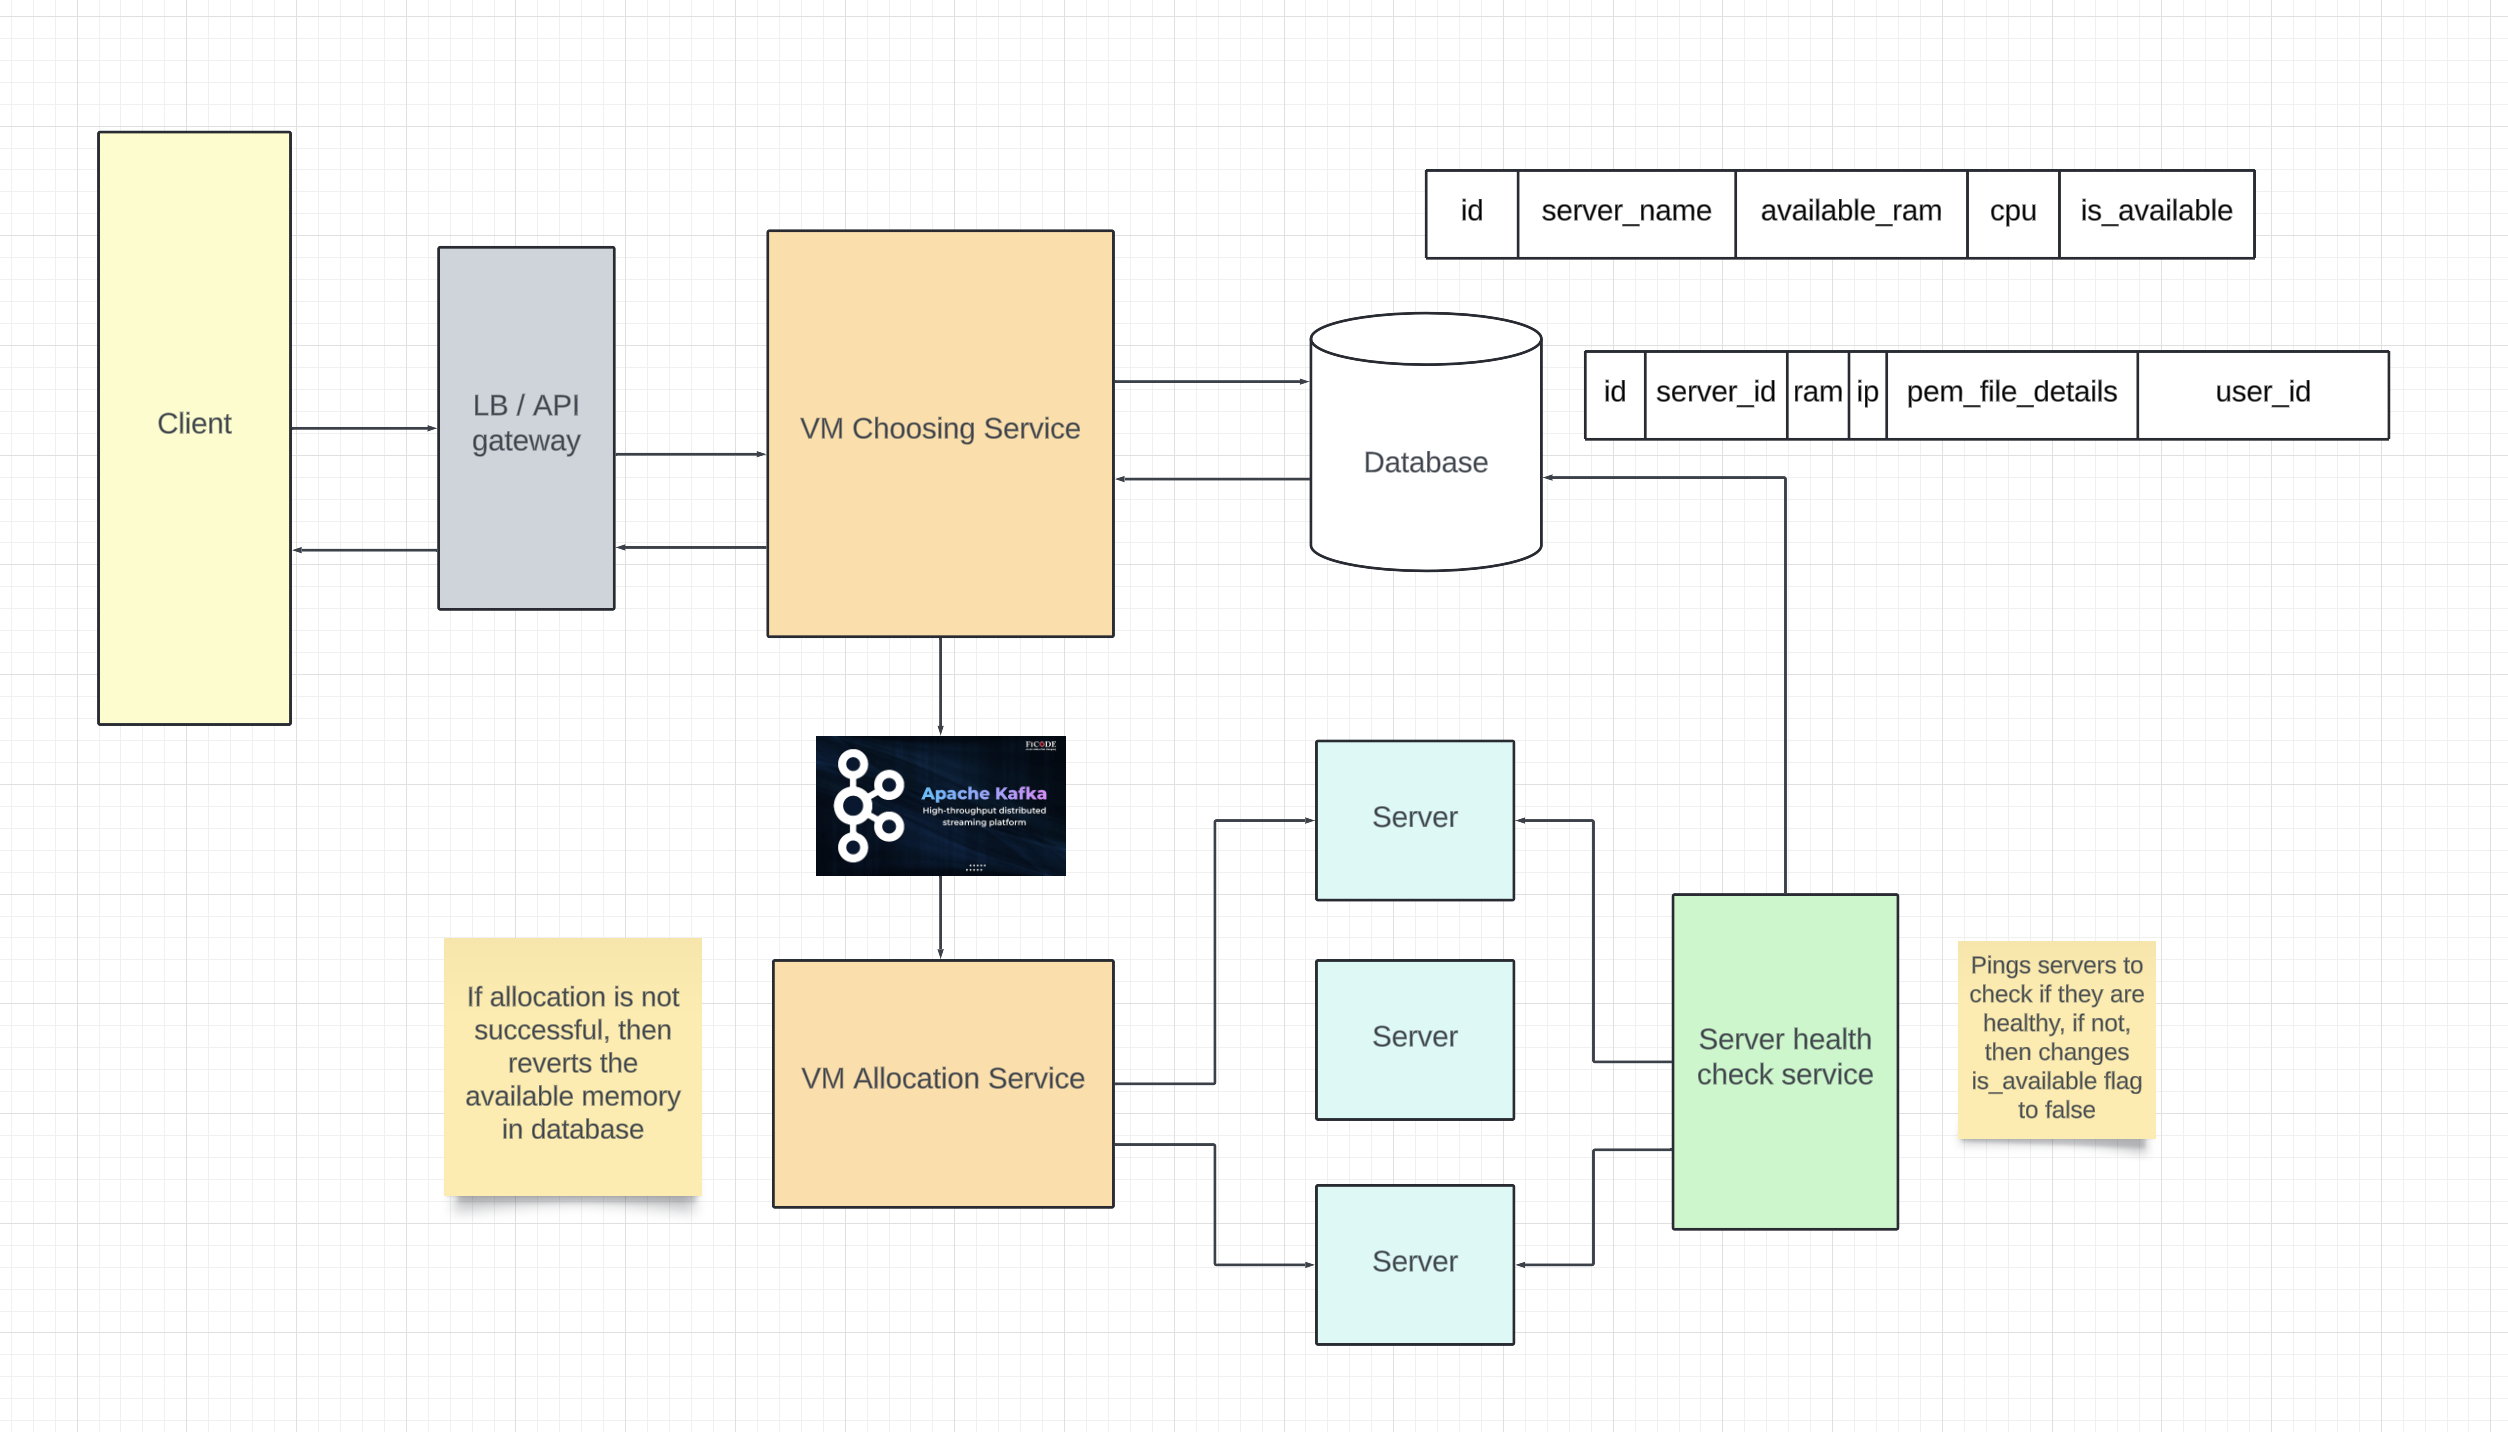 Client
LB / API
gateway
VM Choosing Service
Database
id server_name available_ram cpu is_available
id server_id ram ip pem_file_details user_id
FiCODE
Apache Kafka
High-throughput distributed
streaming platform
If allocation is not
successful, then
reverts the
available memory
in database
VM Allocation Service
Server
Server
Server
Server health
check service
Pings servers to
check if they are
healthy, if not,
then changes
is_available flag
to false